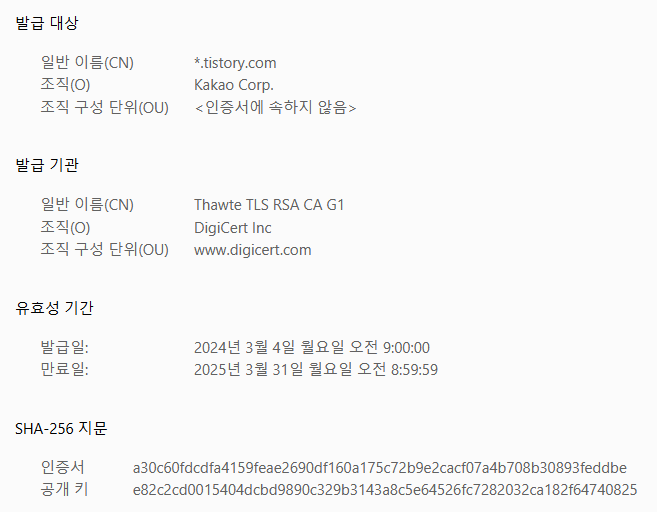 발급 대상
일반 이름(CN) *.tistory.com
조직(O) Kakao Corp.
조직 구성 단위(OU) <인증서에 속하지 않음>
발급 기관
일반 이름(CN) Thawte TLS RSA CA G1
조직(O) DigiCert Inc
조직 구성 단위(OU) www.digicert.com
유효성 기간
발급일: 2024년 3월 4일 월요일 오전 9:00:00
만료일: 2025년 3월 31일 월요일 오전 8:59:59
SHA-256 지문
인증서 a30c60fdcdfa4159feae2690df160a175c72b9e2cacf07a4b708b30893feddbe
공개 키 e82c2cd0015404dcbd9890c329b3143a8c5e64526fc7282032ca182f64740825